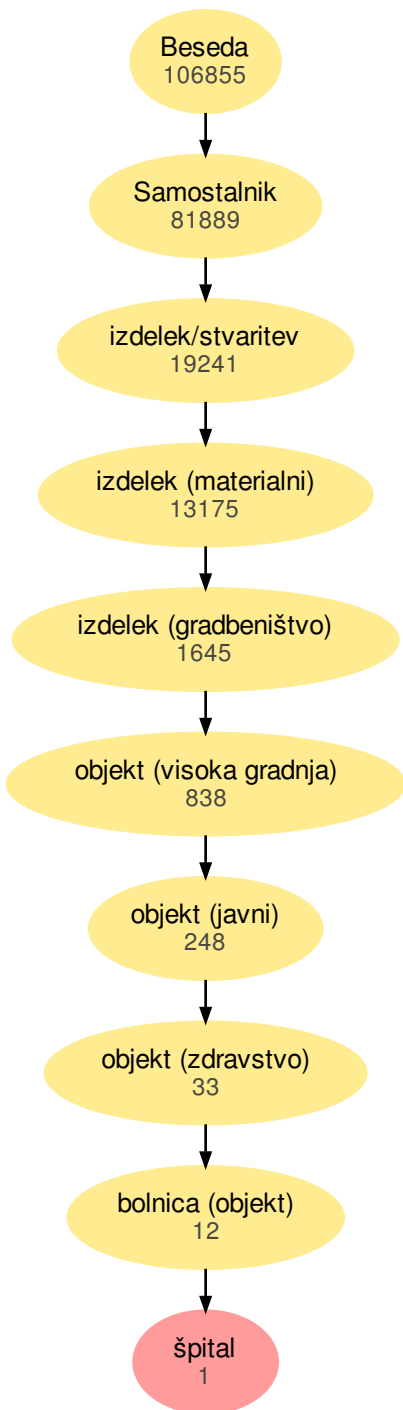 Beseda
106855
Samostalnik
81889
izdelek/stvaritev
19241
izdelek (materialni)
13175
izdelek (gradbeništvo)
1645
objekt (visoka gradnja)
838
objekt (javni)
248
objekt (zdravstvo)
33
bolnica (objekt)
12
špital
1